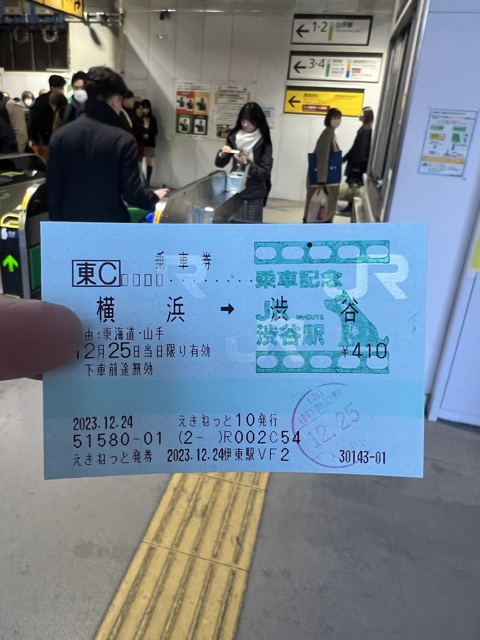 1・2 山手線
3・4
東C 乗車券
乗車記念
横浜 → 渋谷
JR SHIBUYA
渋谷駅
由:東海道・山手
¥410
12月25日当日限り有効
下車前途無効
2023.12.24 えきねっと10発行
51580-01 (2- )R002C54
12.25
えきねっと発券 2023.12.24伊東駅VF2 30143-01